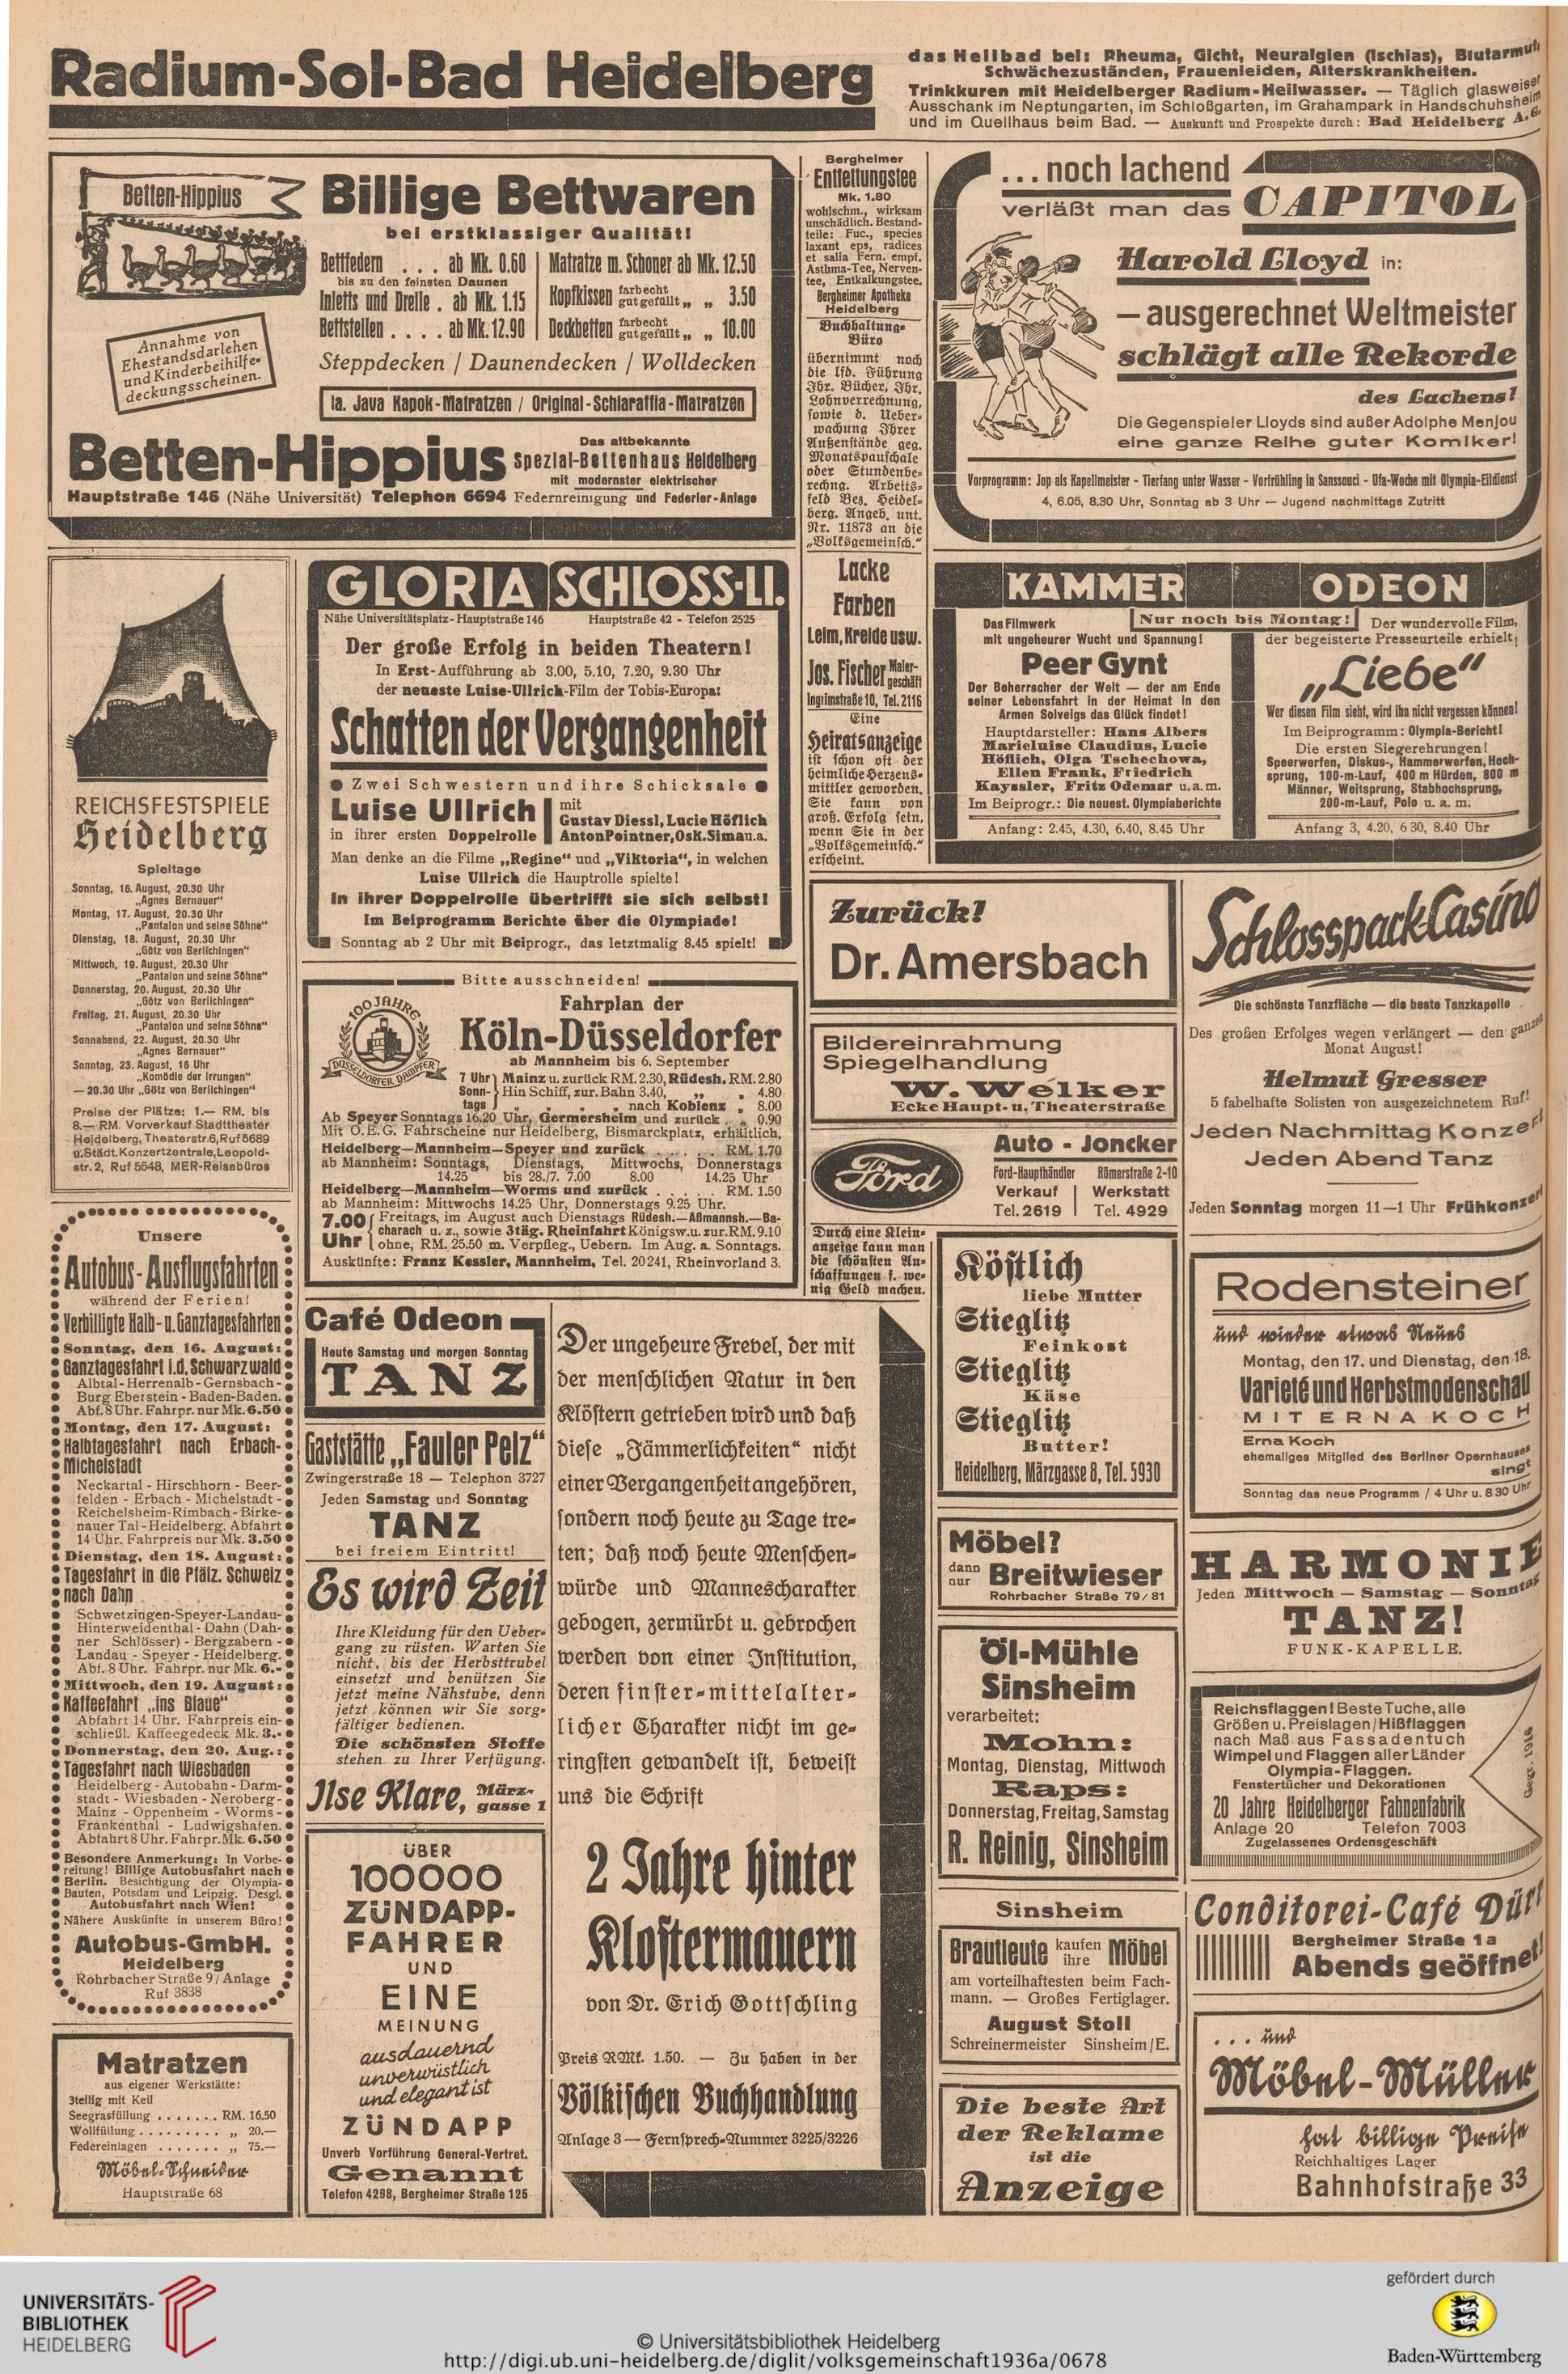 Radium-Sol-Bad Heidelberg
das Heilbad bei: Rheuma, Gicht, Neuralgien (Ischias), Blutarmut,
Schwächezuständen, Frauenleiden, Alterskrankheiten.
Trinkkuren mit Heidelberger Radium-Heilwasser. — Täglich glasweiser
Ausschank im Neptungarten, im Schloßgarten, im Grahampark in Handschuhsheim
und im Quellhaus beim Bad. — Auskunft und Prospekte durch: Bad Heidelberg A.G.
Betten-Hippius
Billige Bettwaren
bei erstklassiger Qualität!
Bettfedern . . . ab Mk. 0.60
bis zu den feinsten Daunen
Inletts und Drelle . ab Mk. 1.15
Bettstellen . . . . ab Mk. 12.90
Matratze m. Schoner ab Mk. 12.50
Kopfkissen farbecht gut gefüllt „ „ 3.50
Deckbetten farbecht gut gefüllt „ „ 10.00
Annahme von
Ehestandsdarlehen
und Kinderbeihilfe-
deckungsscheinen.
Steppdecken / Daunendecken / Wolldecken
Ia. Java Kapok-Matratzen / Original-Schlaraffia-Matratzen
Betten-Hippius
Das altbekannte
Spezial-Bettenhaus Heidelberg
mit modernster elektrischer
Hauptstraße 146 (Nähe Universität) Telephon 6694 Federnreinigung und Federier-Anlage
Bergheimer
Entfettungstee
Mk. 1.80
wohlschm., wirksam
unschädlich. Bestand-
teile: Fuc., species
laxant eps, radices
et salia Fern. empf.
Asthma-Tee, Nerven-
tee, Entkalkungstee.
Bergheimer Apotheke
Heidelberg
Buchhaltung-
Büro
übernimmt noch
die lfd. Führung
Ihr. Bücher, Ihr.
Lohnverrechnung,
sowie d. Ueber-
wachung Ihrer
Außenstände geg.
Monatspauschale
oder Stundenbe-
rechng. Arbeits-
feld Bez. Heidel-
berg. Angeb. unt.
Nr. 11873 an die
„Volksgemeinsch.“
Lacke
Farben
Leim, Kreide usw.
Jos. Fischer Maler-
geschäft
Ingrimstraße 10, Tel. 2116
Eine
Heiratsanzeige
ist schon oft der
heimliche Herzens-
mittler geworden.
Sie kann von
groß. Erfolg sein,
wenn Sie in der
„Volksgemeinsch.“
erscheint.
. . . noch lachend
verläßt man das CAPITOL
Harold Lloyd in:
— ausgerechnet Weltmeister
schlägt alle Rekorde
des Lachens!
Die Gegenspieler Lloyds sind außer Adolphe Menjou
eine ganze Reihe guter Komiker!
Vorprogramm: Jop als Kapellmeister - Tierfang unter Wasser - Vorfrühling in Sanssouci - Ufa-Woche mit Olympia-Eildienst
4, 6.05, 8.30 Uhr, Sonntag ab 3 Uhr — Jugend nachmittags Zutritt
REICHSFESTSPIELE
Heidelberg
Spieltage
Sonntag, 16. August, 20.30 Uhr
„Agnes Bernauer“
Montag, 17. August, 20.30 Uhr
„Pantalon und seine Söhne“
Dienstag, 18. August, 20.30 Uhr
„Götz von Berlichingen“
Mittwoch, 19. August, 20.30 Uhr
„Pantalon und seine Söhne“
Donnerstag, 20. August, 20.30 Uhr
„Götz von Berlichingen“
Freitag, 21. August, 20.30 Uhr
„Pantalon und seine Söhne“
Sonnabend, 22. August, 20.30 Uhr
„Agnes Bernauer“
Sonntag, 23. August, 16 Uhr
„Komödie der Irrungen“
— 20.30 Uhr „Götz von Berlichingen“
Preise der Plätze: 1.— RM. bis
8.— RM. Vorverkauf Stadttheater
Heidelberg, Theaterstr. 6, Ruf 5689
u. Städt. Konzertzentrale, Leopold-
str. 2, Ruf 5548, MER-Reisebüros
GLORIA SCHLOSS-LI.
Nähe Universitätsplatz - Hauptstraße 146
Hauptstraße 42 - Telefon 2525
Der große Erfolg in beiden Theatern!
In Erst-Aufführung ab 3.00, 5.10, 7.20, 9.30 Uhr
der neueste Luise-Ullrich-Film der Tobis-Europa:
Schatten der Vergangenheit
● Zwei Schwestern und ihre Schicksale ●
Luise Ullrich
in ihrer ersten Doppelrolle
mit
Gustav Diessl, Lucie Höflich
Anton Pointner, Osk. Sima u.a.
Man denke an die Filme „Regine“ und „Viktoria“, in welchen
Luise Ullrich die Hauptrolle spielte!
In ihrer Doppelrolle übertrifft sie sich selbst!
Im Beiprogramm Berichte über die Olympiade!
Sonntag ab 2 Uhr mit Beiprogr., das letztmalig 8.45 spielt!
KAMMER
Nur noch bis Montag!
Das Filmwerk
mit ungeheurer Wucht und Spannung!
Peer Gynt
Der Beherrscher der Welt — der am Ende
seiner Lebensfahrt in der Heimat in den
Armen Solveigs das Glück findet!
Hauptdarsteller: Hans Albers
Marieluise Claudius, Lucie
Höflich, Olga Tschechowa,
Ellen Frank, Friedrich
Kayssler, Fritz Odemar u.a.m.
Im Beiprogr.: Die neuest. Olympiaberichte
Anfang: 2.45, 4.30, 6.40, 8.45 Uhr
ODEON
Der wundervolle Film,
der begeisterte Presseurteile erhielt!
„Liebe“
Wer diesen Film sieht, wird ihn nicht vergessen können!
Im Beiprogramm: Olympia-Bericht!
Die ersten Siegerehrungen!
Speerwerfen, Diskus-, Hammerwerfen, Hoch-
sprung, 100-m-Lauf, 400 m Hürden, 800 m
Männer, Weitsprung, Stabhochsprung,
200-m-Lauf, Polo u. a. m.
Anfang 3, 4.20, 6 30, 8.40 Uhr
Bitte ausschneiden!
100 JAHRE
DÜSSELDORFER DAMPFER
Fahrplan der
Köln-Düsseldorfer
ab Mannheim bis 6. September
7 Uhr Mainz u. zurück RM. 2.30, Rüdesh. RM. 2.80
Sonn- Hin Schiff, zur. Bahn 3.40, „ „ 4.80
tags „ „ „ nach Koblenz „ 8.00
Ab Speyer Sonntags 16.20 Uhr, Germersheim und zurück . „ 0.90
Mit O.E.G. Fahrscheine nur Heidelberg, Bismarckplatz, erhältlich.
Heidelberg—Mannheim—Speyer und zurück . . . . . RM. 1.70
ab Mannheim: Sonntags, Dienstags, Mittwochs, Donnerstags
14.25 bis 28./7. 7.00 8.00 14.25 Uhr
Heidelberg—Mannheim—Worms und zurück . . . . . RM. 1.50
ab Mannheim: Mittwochs 14.25 Uhr, Donnerstags 9.25 Uhr.
7.00 Uhr
Freitags, im August auch Dienstags Rüdesh.—Aßmannsh.—Ba-
charach u. z., sowie 3täg. Rheinfahrt Königsw. u. zur. RM. 9.10
ohne, RM. 25.50 m. Verpfleg., Uebern. Im Aug. a. Sonntags.
Auskünfte: Franz Kessler, Mannheim, Tel. 20241, Rheinvorland 3.
Zurück!
Dr. Amersbach
Bildereinrahmung
Spiegelhandlung
W. Welker
Ecke Haupt- u. Theaterstraße
Ford
Auto - Joncker
Ford-Haupthändler Römerstraße 2-10
Verkauf Werkstatt
Tel. 2619 Tel. 4929
Durch eine Klein-
anzeige kann man
die schönsten An-
schaffungen f. we-
nig Geld machen.
Schlosspark-Casino
Die schönste Tanzfläche — die beste Tanzkapelle
Des großen Erfolges wegen verlängert — den ganzen
Monat August!
Helmut Gresser
5 fabelhafte Solisten von ausgezeichnetem Ruf!
Jeden Nachmittag Konzert
Jeden Abend Tanz
Jeden Sonntag morgen 11—1 Uhr Frühkonzert
Unsere
Autobus-Ausflugsfahrten
während der Ferien!
Verbilligte Halb- u. Ganztagesfahrten
Sonntag, den 16. August:
Ganztagesfahrt i.d. Schwarzwald
Albtal - Herrenalb - Gernsbach -
Burg Eberstein - Baden-Baden.
Abf. 8 Uhr. Fahrpr. nur Mk. 6.50
Montag, den 17. August:
Halbtagesfahrt nach Erbach-
Michelstadt
Neckartal - Hirschhorn - Beer-
felden - Erbach - Michelstadt -
Reichelsheim-Rimbach - Birke-
nauer Tal - Heidelberg. Abfahrt
14 Uhr. Fahrpreis nur Mk. 3.50
Dienstag, den 18. August:
Tagesfahrt in die Pfälz. Schweiz
nach Dahn
Schwetzingen-Speyer-Landau-
Hinterweidenthal - Dahn (Dah-
ner Schlösser) - Bergzabern -
Landau - Speyer - Heidelberg.
Abf. 8 Uhr. Fahrpr. nur Mk. 6.-
Mittwoch, den 19. August:
Kaffeefahrt „ins Blaue“
Abfahrt 14 Uhr. Fahrpreis ein-
schließl. Kaffeegedeck Mk. 3.-
Donnerstag, den 20. Aug.:
Tagesfahrt nach Wiesbaden
Heidelberg - Autobahn - Darm-
stadt - Wiesbaden - Neroberg -
Mainz - Oppenheim - Worms -
Frankenthal - Ludwigshafen.
Abfahrt 8 Uhr. Fahrpr. Mk. 6.50
Besondere Anmerkung: In Vorbe-
reitung! Billige Autobusfahrt nach
Berlin. Besichtigung der Olympia-
Bauten, Potsdam und Leipzig. Desgl.
Autobusfahrt nach Wien!
Nähere Auskünfte in unserem Büro!
Autobus-GmbH.
Heidelberg
Rohrbacher Straße 9 / Anlage
Ruf 3838
Matratzen
aus eigener Werkstätte:
3teilig mit Keil
Seegrasfüllung . . . . . . . RM. 16.50
Wollfüllung . . . . . . . . . „ 20.—
Federeinlagen . . . . . . . „ 75.—
Möbel-Schneider
Hauptstraße 68
Café Odeon
Heute Samstag und morgen Sonntag
TANZ
Gaststätte „Fauler Pelz“
Zwingerstraße 18 — Telephon 3727
Jeden Samstag und Sonntag
TANZ
bei freiem Eintritt!
Es wird Zeit
Ihre Kleidung für den Ueber-
gang zu rüsten. Warten Sie
nicht, bis der Herbsttrubel
einsetzt und benützen Sie
jetzt meine Nähstube, denn
jetzt können wir Sie sorg-
fältiger bedienen.
Die schönsten Stoffe
stehen zu Ihrer Verfügung.
Ilse Klare, März-
gasse 1
ÜBER
100000
ZÜNDAPP-
FAHRER
UND
EINE
MEINUNG
ausdauernd
unverwüstlich
und elegant ist
ZÜNDAPP
Unverb Vorführung General-Vertret.
Genannt
Telefon 4298, Bergheimer Straße 125
Der ungeheure Frevel, der mit
der menschlichen Natur in den
Klöstern getrieben wird und daß
diese „Jämmerlichkeiten“ nicht
einer Vergangenheit angehören,
sondern noch heute zu Tage tre-
ten; daß noch heute Menschen-
würde und Mannescharakter
gebogen, zermürbt u. gebrochen
werden von einer Institution,
deren finster-mittelalter-
licher Charakter nicht im ge-
ringsten gewandelt ist, beweist
uns die Schrift
2 Jahre hinter
Klostermauern
von Dr. Erich Gottschling
Preis RMk. 1.50. — Zu haben in der
Völkischen Buchhandlung
Anlage 3 — Fernsprech-Nummer 3225/3226
Köstlich
liebe Mutter
Stieglitz
Feinkost
Stieglitz
Käse
Stieglitz
Butter!
Heidelberg, Märzgasse 8, Tel. 5930
Möbel?
dann
nur Breitwieser
Rohrbacher Straße 79/81
Öl-Mühle
Sinsheim
verarbeitet:
Mohn:
Montag, Dienstag, Mittwoch
Raps:
Donnerstag, Freitag, Samstag
R. Reinig, Sinsheim
Sinsheim
Brautleute kaufen
ihre Möbel
am vorteilhaftesten beim Fach-
mann. — Großes Fertiglager.
August Stoll
Schreinermeister Sinsheim/E.
Die beste Art
der Reklame
ist die
Anzeige
Rodensteiner
und wieder etwas Neues
Montag, den 17. und Dienstag, den 18.
Varieté und Herbstmodenschau
MIT ERNA KOCH
Erna Koch
ehemaliges Mitglied des Berliner Opernhauses
singt
Sonntag das neue Programm / 4 Uhr u. 8 30 Uhr
HARMONIE
Jeden Mittwoch — Samstag — Sonntag
TANZ!
FUNK-KAPELLE.
Reichsflaggen! Beste Tuche, alle
Größen u. Preislagen / Hißflaggen
nach Maß aus Fassadentuch
Wimpel und Flaggen aller Länder
Olympia-Flaggen.
Fenstertücher und Dekorationen
20 Jahre Heidelberger Fahnenfabrik
Anlage 20 Telefon 7003
Zugelassenes Ordensgeschäft
Gegr. 1916
Conditorei-Café Dürr
Bergheimer Straße 1a
Abends geöffnet!
. . . und
Möbel-Müller
hat billige Preise
Reichhaltiges Lager
Bahnhofstraße 33
UNIVERSITÄTS-
BIBLIOTHEK
HEIDELBERG
© Universitätsbibliothek Heidelberg
http://digi.ub.uni-heidelberg.de/diglit/volksgemeinschaft1936a/0678
gefördert durch
Baden-Württemberg